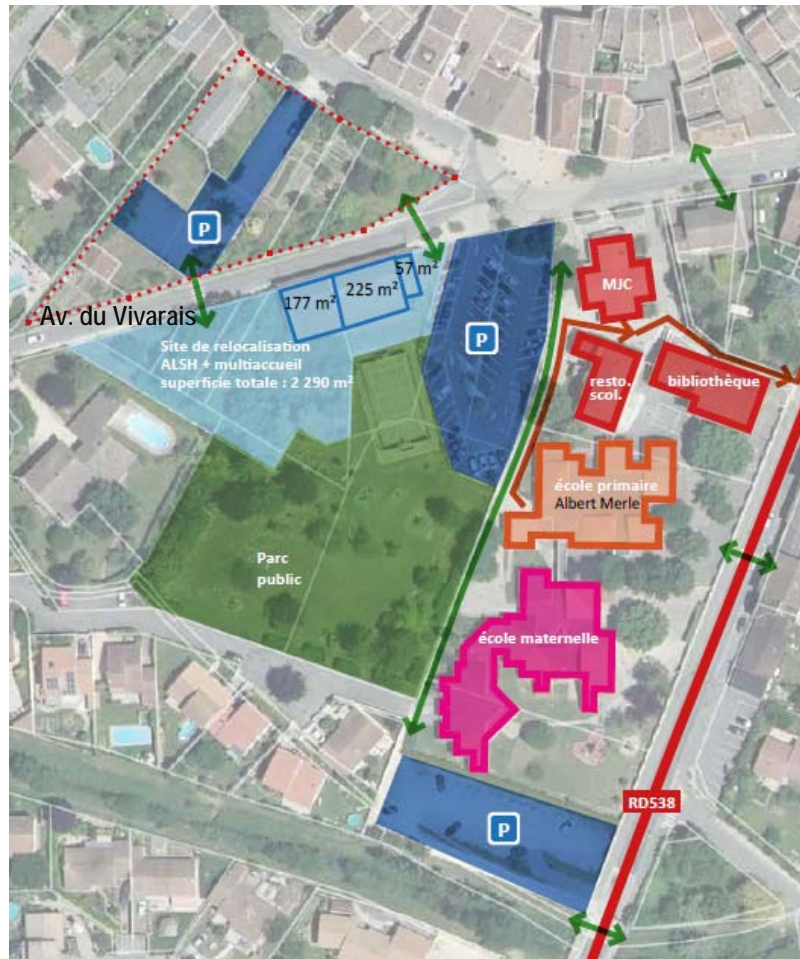 P
57 m²
225 m²
177 m²
Av. du Vivarais
Site de relocalisation
ALSH + multiaccueil
superficie totale : 2 290 m²
P
MJC
resto.
scol.
bibliothèque
école primaire
Albert Merle
Parc
public
école maternelle
RD538
P